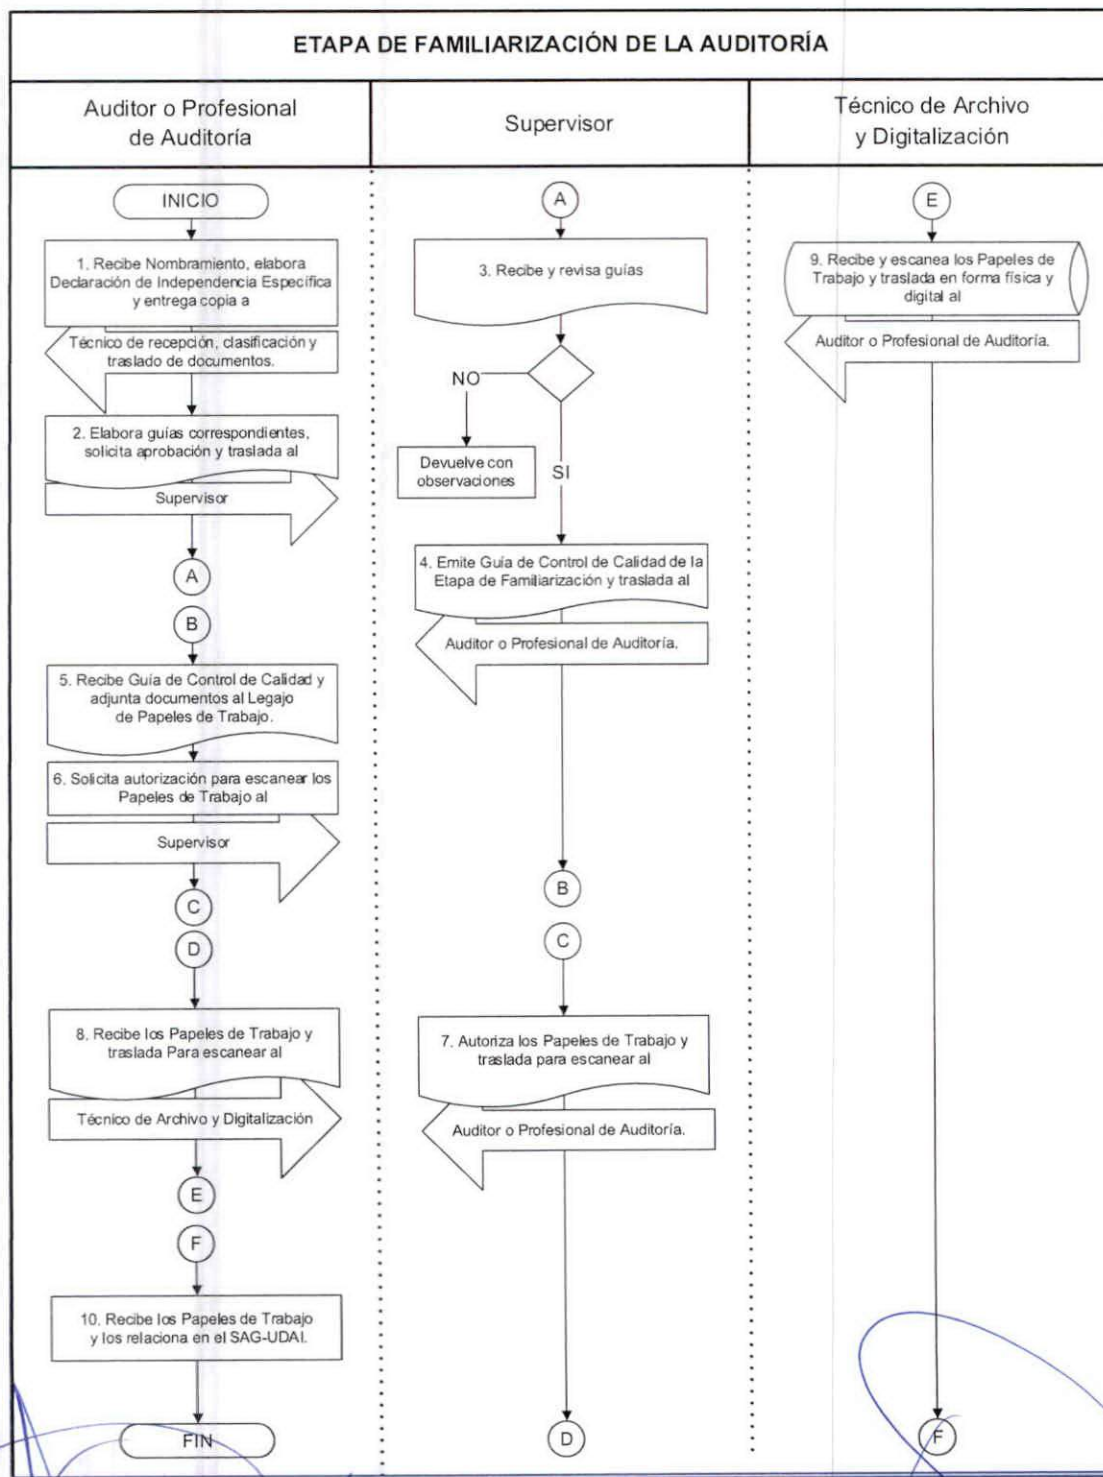 ETAPA DE FAMILIARIZACIÓN DE LA AUDITORÍA
Auditor o Profesional
de Auditoría
Supervisor
Técnico de Archivo
y Digitalización
INICIO
1. Recibe Nombramiento, elabora
Declaración de Independencia Específica
y entrega copia a
Técnico de recepción, clasificación y
traslado de documentos.
2. Elabora guías correspondientes,
solicita aprobación y traslada al
Supervisor
A
B
5. Recibe Guía de Control de Calidad y
adjunta documentos al Legajo
de Papeles de Trabajo.
6. Solicita autorización para escanear los
Papeles de Trabajo al
Supervisor
C
D
8. Recibe los Papeles de Trabajo y
traslada Para escanear al
Técnico de Archivo y Digitalización
E
F
10. Recibe los Papeles de Trabajo
y los relaciona en el SAG-UDAI.
FIN
A
3. Recibe y revisa guías
NO
Devuelve con
observaciones
SI
4. Emite Guía de Control de Calidad de la
Etapa de Familiarización y traslada al
Auditor o Profesional de Auditoría.
B
C
7. Autoriza los Papeles de Trabajo y
traslada para escanear al
Auditor o Profesional de Auditoría.
D
E
9. Recibe y escanea los Papeles de
Trabajo y traslada en forma física y
digital al
Auditor o Profesional de Auditoría.
F